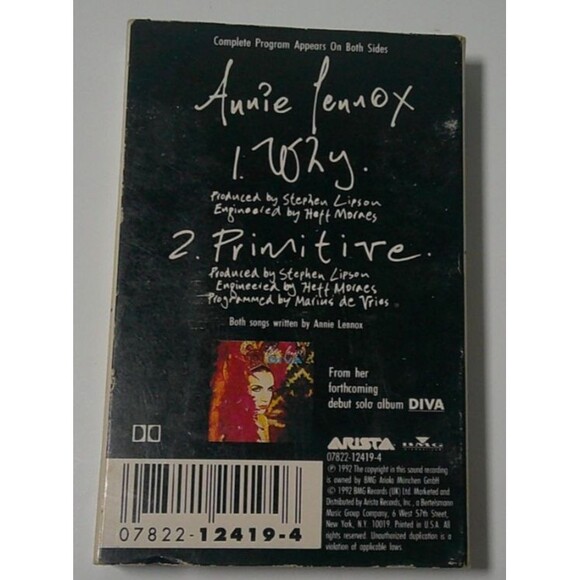 Complete Program Appears On Both Sides
Annie Lennox
1. Why.
Produced by Stephen Lipson
Engineered by Heff Moraes
2. Primitive.
Produced by Stephen Lipson
Engineered by Heff Moraes
Programmed by Marius de Vries.
Both songs written by Annie Lennox
From her
forthcoming
debut solo album DIVA
ARISTA BMG
07822-12419-4
℗ 1992 The copyright in this sound recording
is owned by BMG Ariola München GmbH
© 1992 BMG Records (UK) Ltd. Marketed and
Distributed by Arista Records, Inc., a Bertelsmann
Music Group Company, 6 West 57th Street,
New York, N.Y. 10019. Printed in U.S.A. All
rights reserved. Unauthorized duplication is a
violation of applicable laws.
07822-12419-4